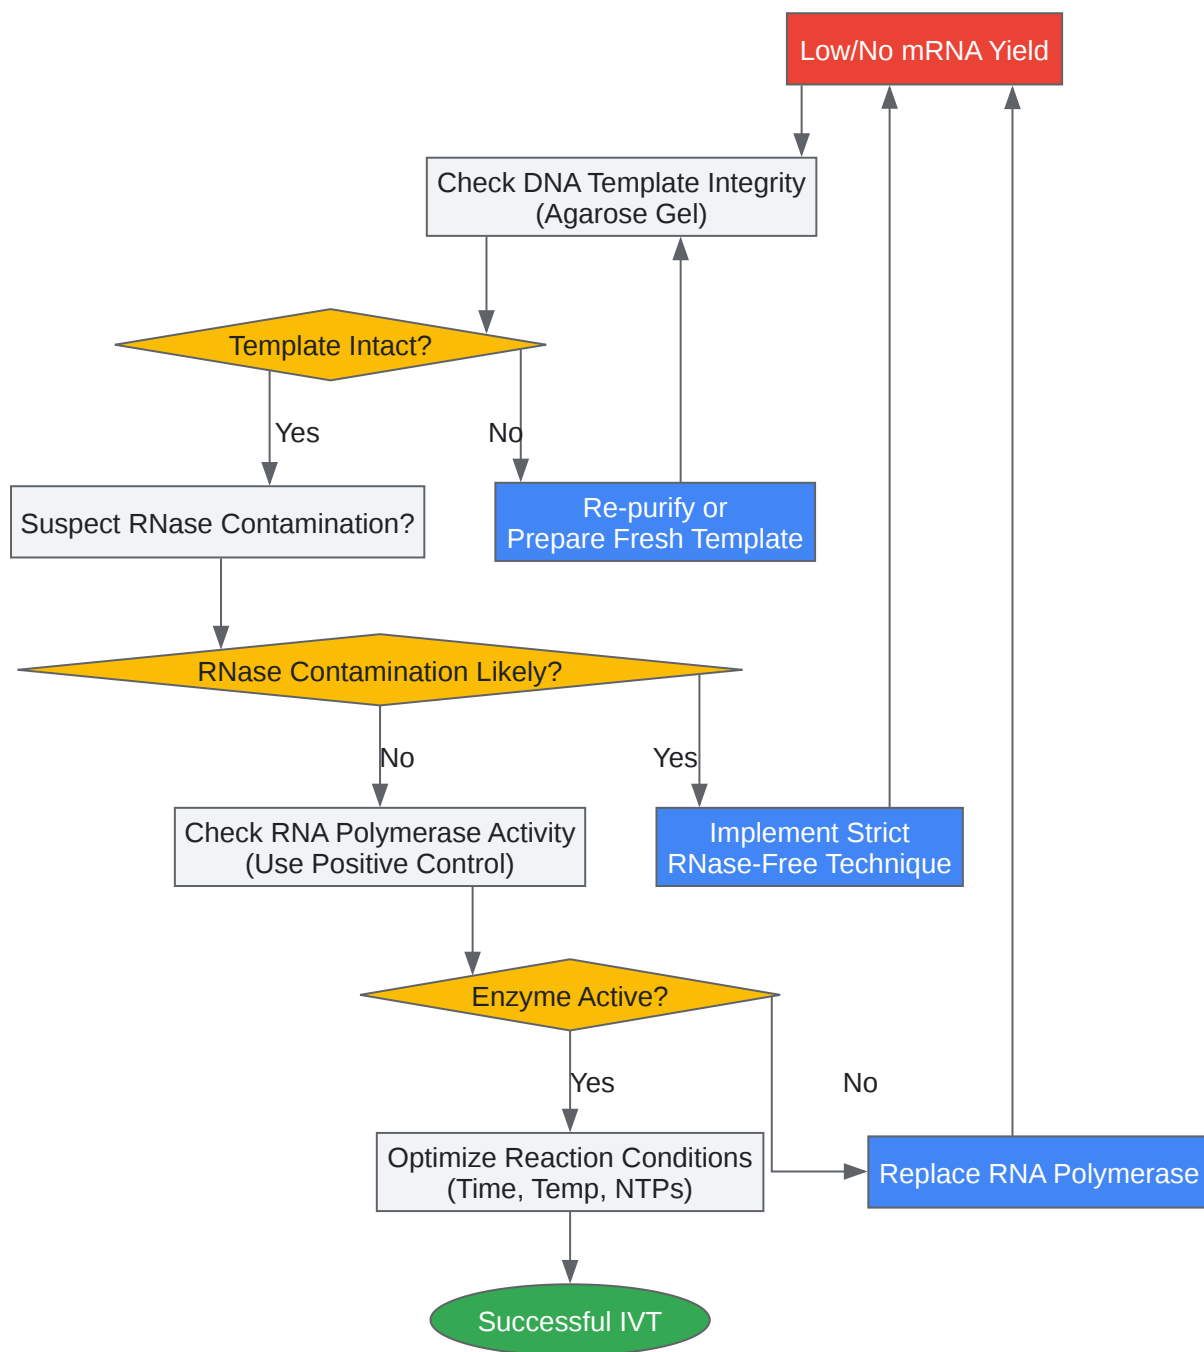 Low/No mRNA Yield
Check DNA Template Integrity
(Agarose Gel)
Template Intact?
Yes
No
Suspect RNase Contamination?
Re-purify or
Prepare Fresh Template
RNase Contamination Likely?
No
Yes
Check RNA Polymerase Activity
(Use Positive Control)
Implement Strict
RNase-Free Technique
Enzyme Active?
Yes
No
Optimize Reaction Conditions
(Time, Temp, NTPs)
Replace RNA Polymerase
Successful IVT